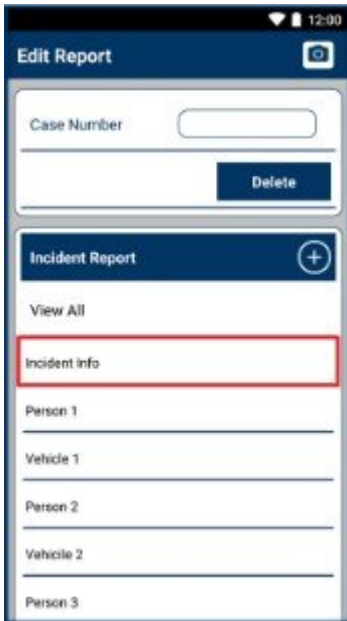 12:00
Edit Report
Case Number
Delete
Incident Report
View All
Incident Info
Person 1
Vehicle 1
Person 2
Vehicile 2
Person 3